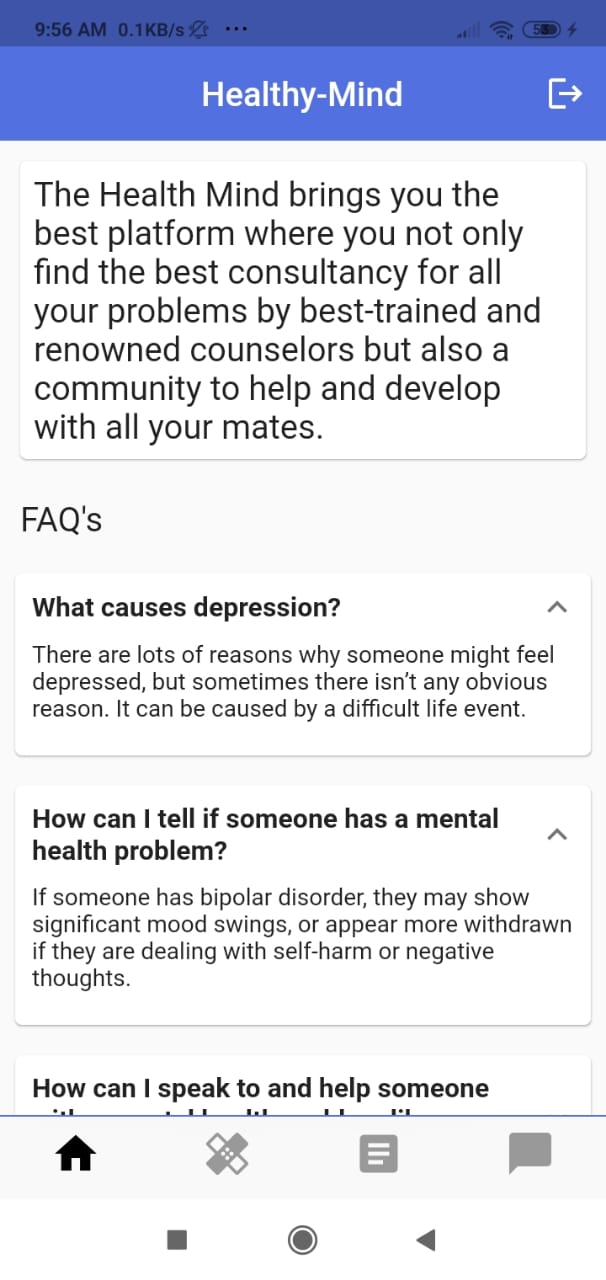 9:56 AM 0.1KB/s ...
Healthy-Mind
The Health Mind brings you the
best platform where you not only
find the best consultancy for all
your problems by best-trained and
renowned counselors but also a
community to help and develop
with all your mates.
FAQ's
What causes depression?
There are lots of reasons why someone might feel
depressed, but sometimes there isn’t any obvious
reason. It can be caused by a difficult life event.
How can I tell if someone has a mental
health problem?
If someone has bipolar disorder, they may show
significant mood swings, or appear more withdrawn
if they are dealing with self-harm or negative
thoughts.
How can I speak to and help someone